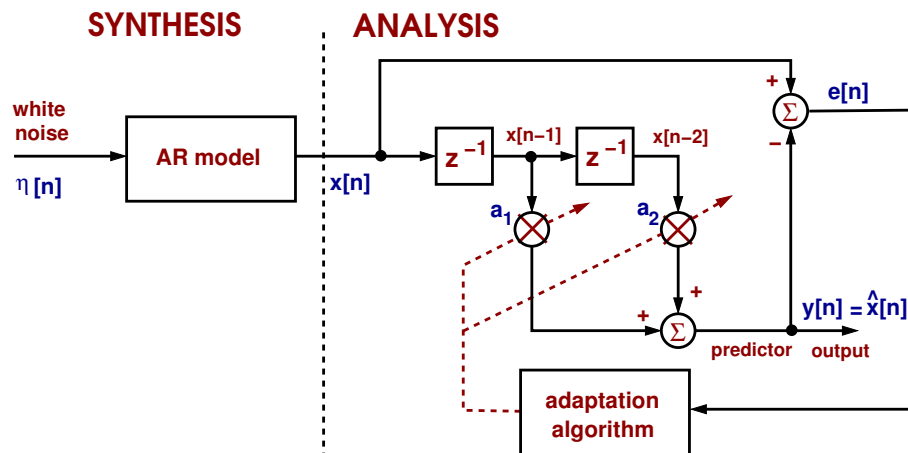 SYNTHESIS
ANALYSIS
white
noise
η [n]
AR model
x[n]
z⁻¹
x[n−1]
z⁻¹
x[n−2]
a₁
a₂
+
Σ
−
e[n]
+
+
Σ
y[n] = x̂[n]
predictor
output
adaptation
algorithm